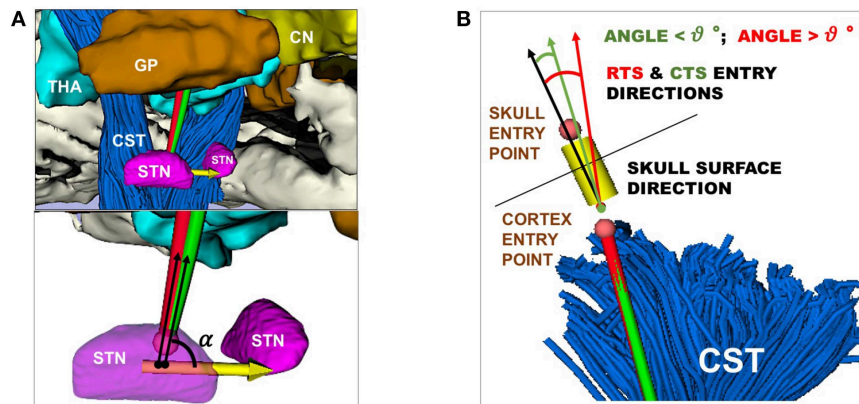 A
CN
GP
THA
CST
STN
STN
STN
STN
α
B
ANGLE < ϑ °; ANGLE > ϑ °
RTS & CTS ENTRY
DIRECTIONS
SKULL
ENTRY
POINT
SKULL SURFACE
DIRECTION
CORTEX
ENTRY
POINT
CST